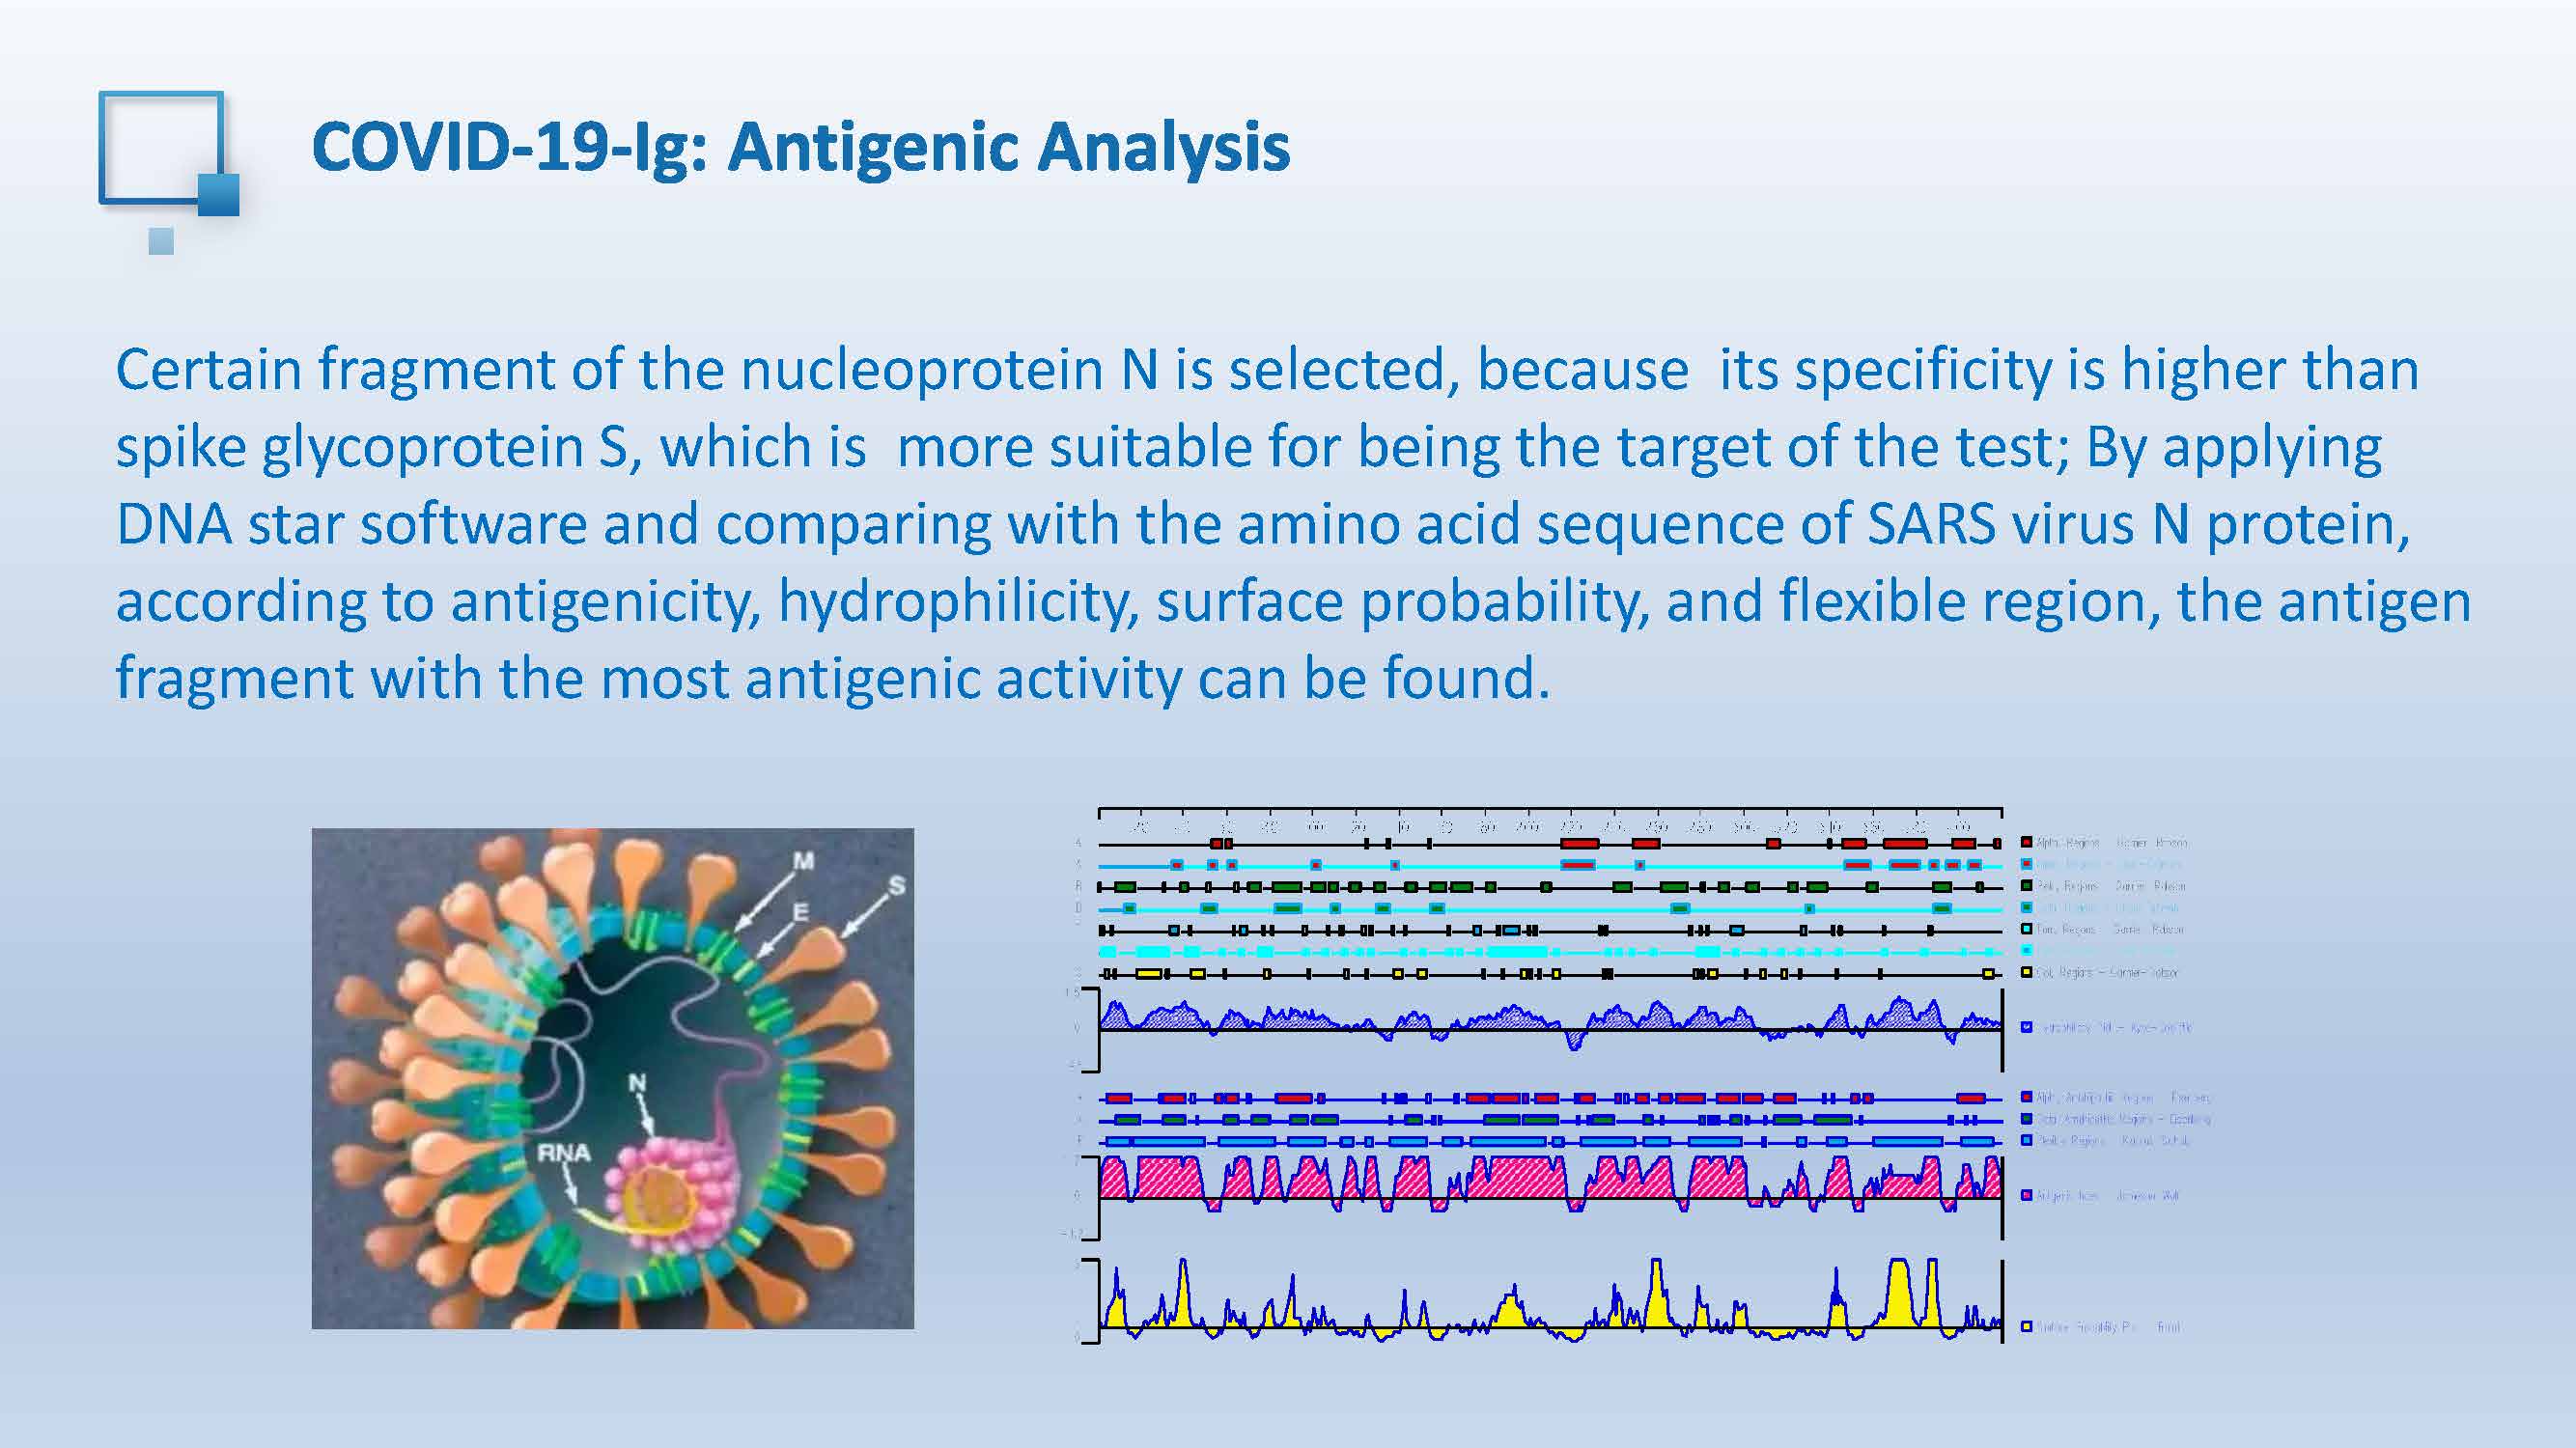 COVID-19-Ig: Antigenic Analysis
Certain fragment of the nucleoprotein N is selected, because its specificity is higher than
spike glycoprotein S, which is more suitable for being the target of the test; By applying
DNA star software and comparing with the amino acid sequence of SARS virus N protein,
according to antigenicity, hydrophilicity, surface probability, and flexible region, the antigen
fragment with the most antigenic activity can be found.
M
S
E
N
RNA